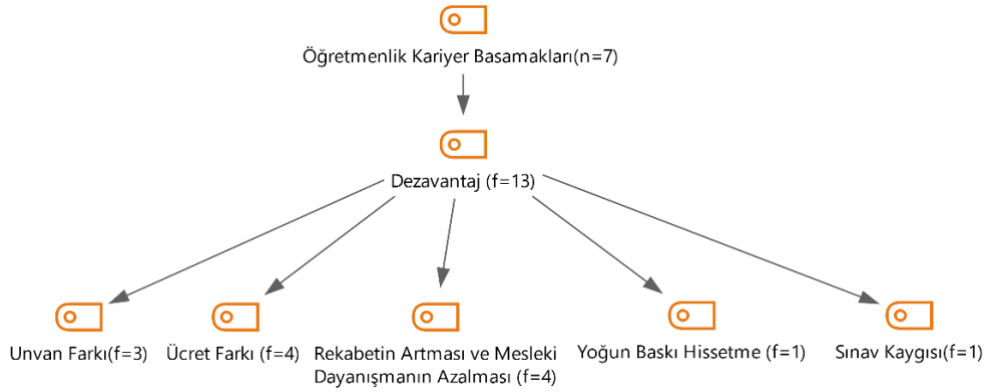 Öğretmenlik Kariyer Basamakları(n=7)
Dezavantaj (f=13)
Unvan Farkı(f=3)
Ücret Farkı (f=4)
Rekabetin Artması ve Mesleki
Dayanışmanın Azalması (f=4)
Yoğun Baskı Hissetme (f=1)
Sınav Kaygısı(f=1)